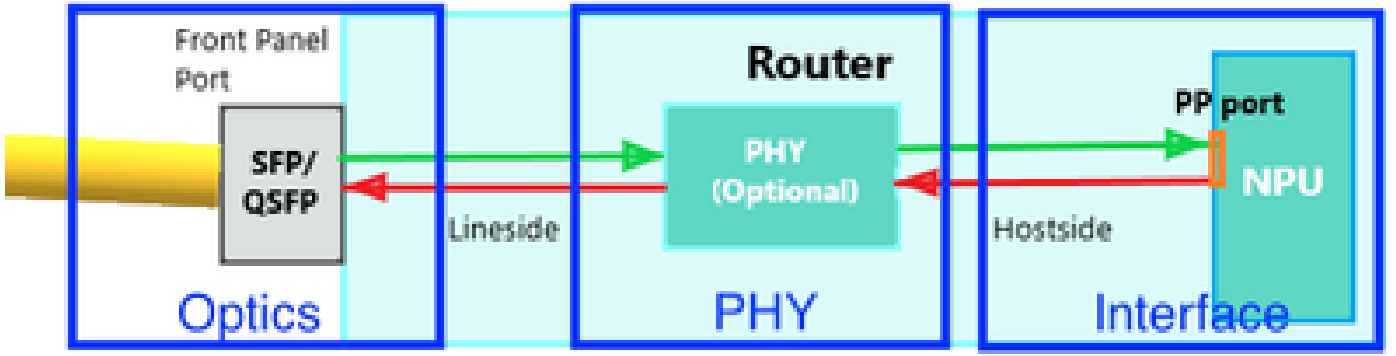 Front Panel
Port
Router
PP port
SFP/
QSFP
PHY
(Optional)
NPU
Lineside
Hostside
Optics
PHY
Interface